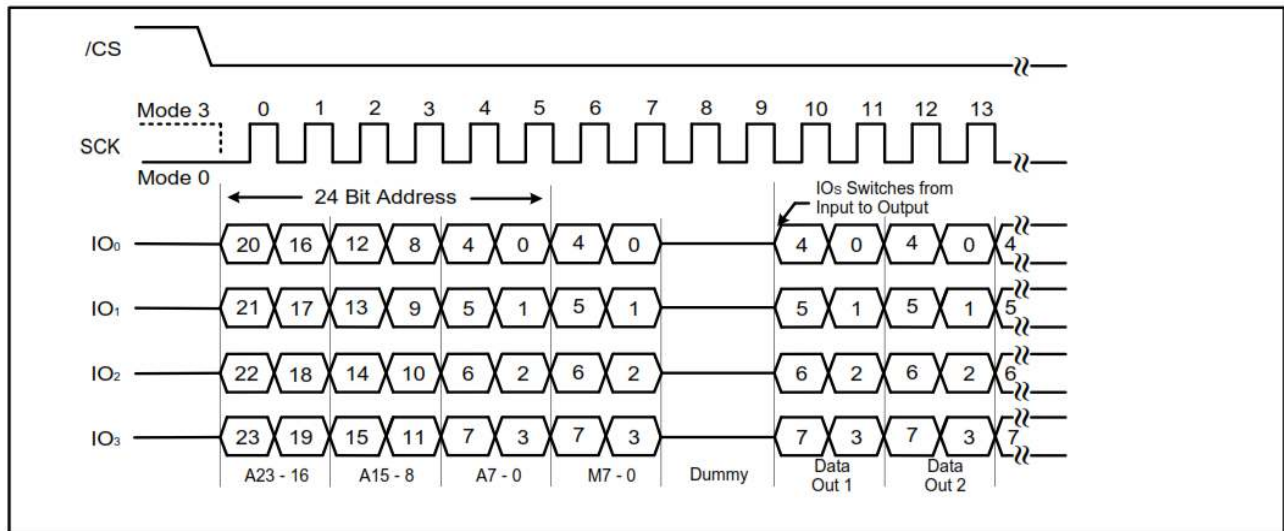 /CS
Mode 3
0 1 2 3 4 5 6 7 8 9 10 11 12 13
SCK
Mode 0
24 Bit Address
IOs Switches from
Input to Output
IO0 20 16 12 8 4 0 4 0 4 0 4 0 4
IO1 21 17 13 9 5 1 5 1 5 1 5 1 5
IO2 22 18 14 10 6 2 6 2 6 2 6 2 6
IO3 23 19 15 11 7 3 7 3 7 3 7 3 7
A23 - 16 A15 - 8 A7 - 0 M7 - 0 Dummy Data Data
Out 1 Out 2